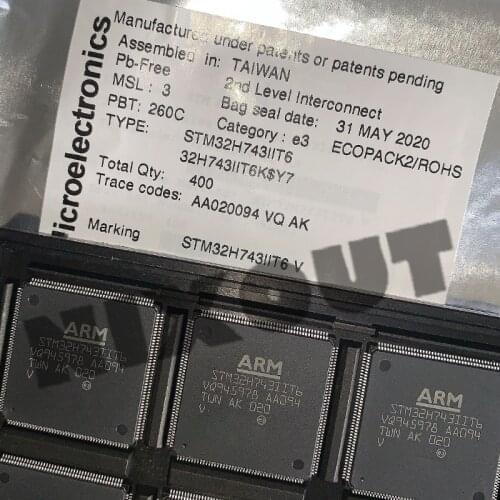 Microelectronics
Manufactured under patents or patents pending
Assembled in: TAIWAN
Pb-Free 2nd Level Interconnect
MSL: 3 Bag seal date: 31 MAY 2020
PBT: 260C Category: e3 ECOPACK2/ROHS
TYPE: STM32H743IIT6
32H743IIT6K$Y7
Total Qty: 400
Trace codes: AA020094 VQ AK
Marking STM32H743IIT6 V
NIXOUT
ARM
STM32H743IIT6
VQ945978 AA094
TWN AK 020
V
ARM
STM32H743IIT6
VQ945978 AA094
TWN AK 020
V
ARM
STM32H743IIT6
VQ945978 AA094
TWN AK 020
V